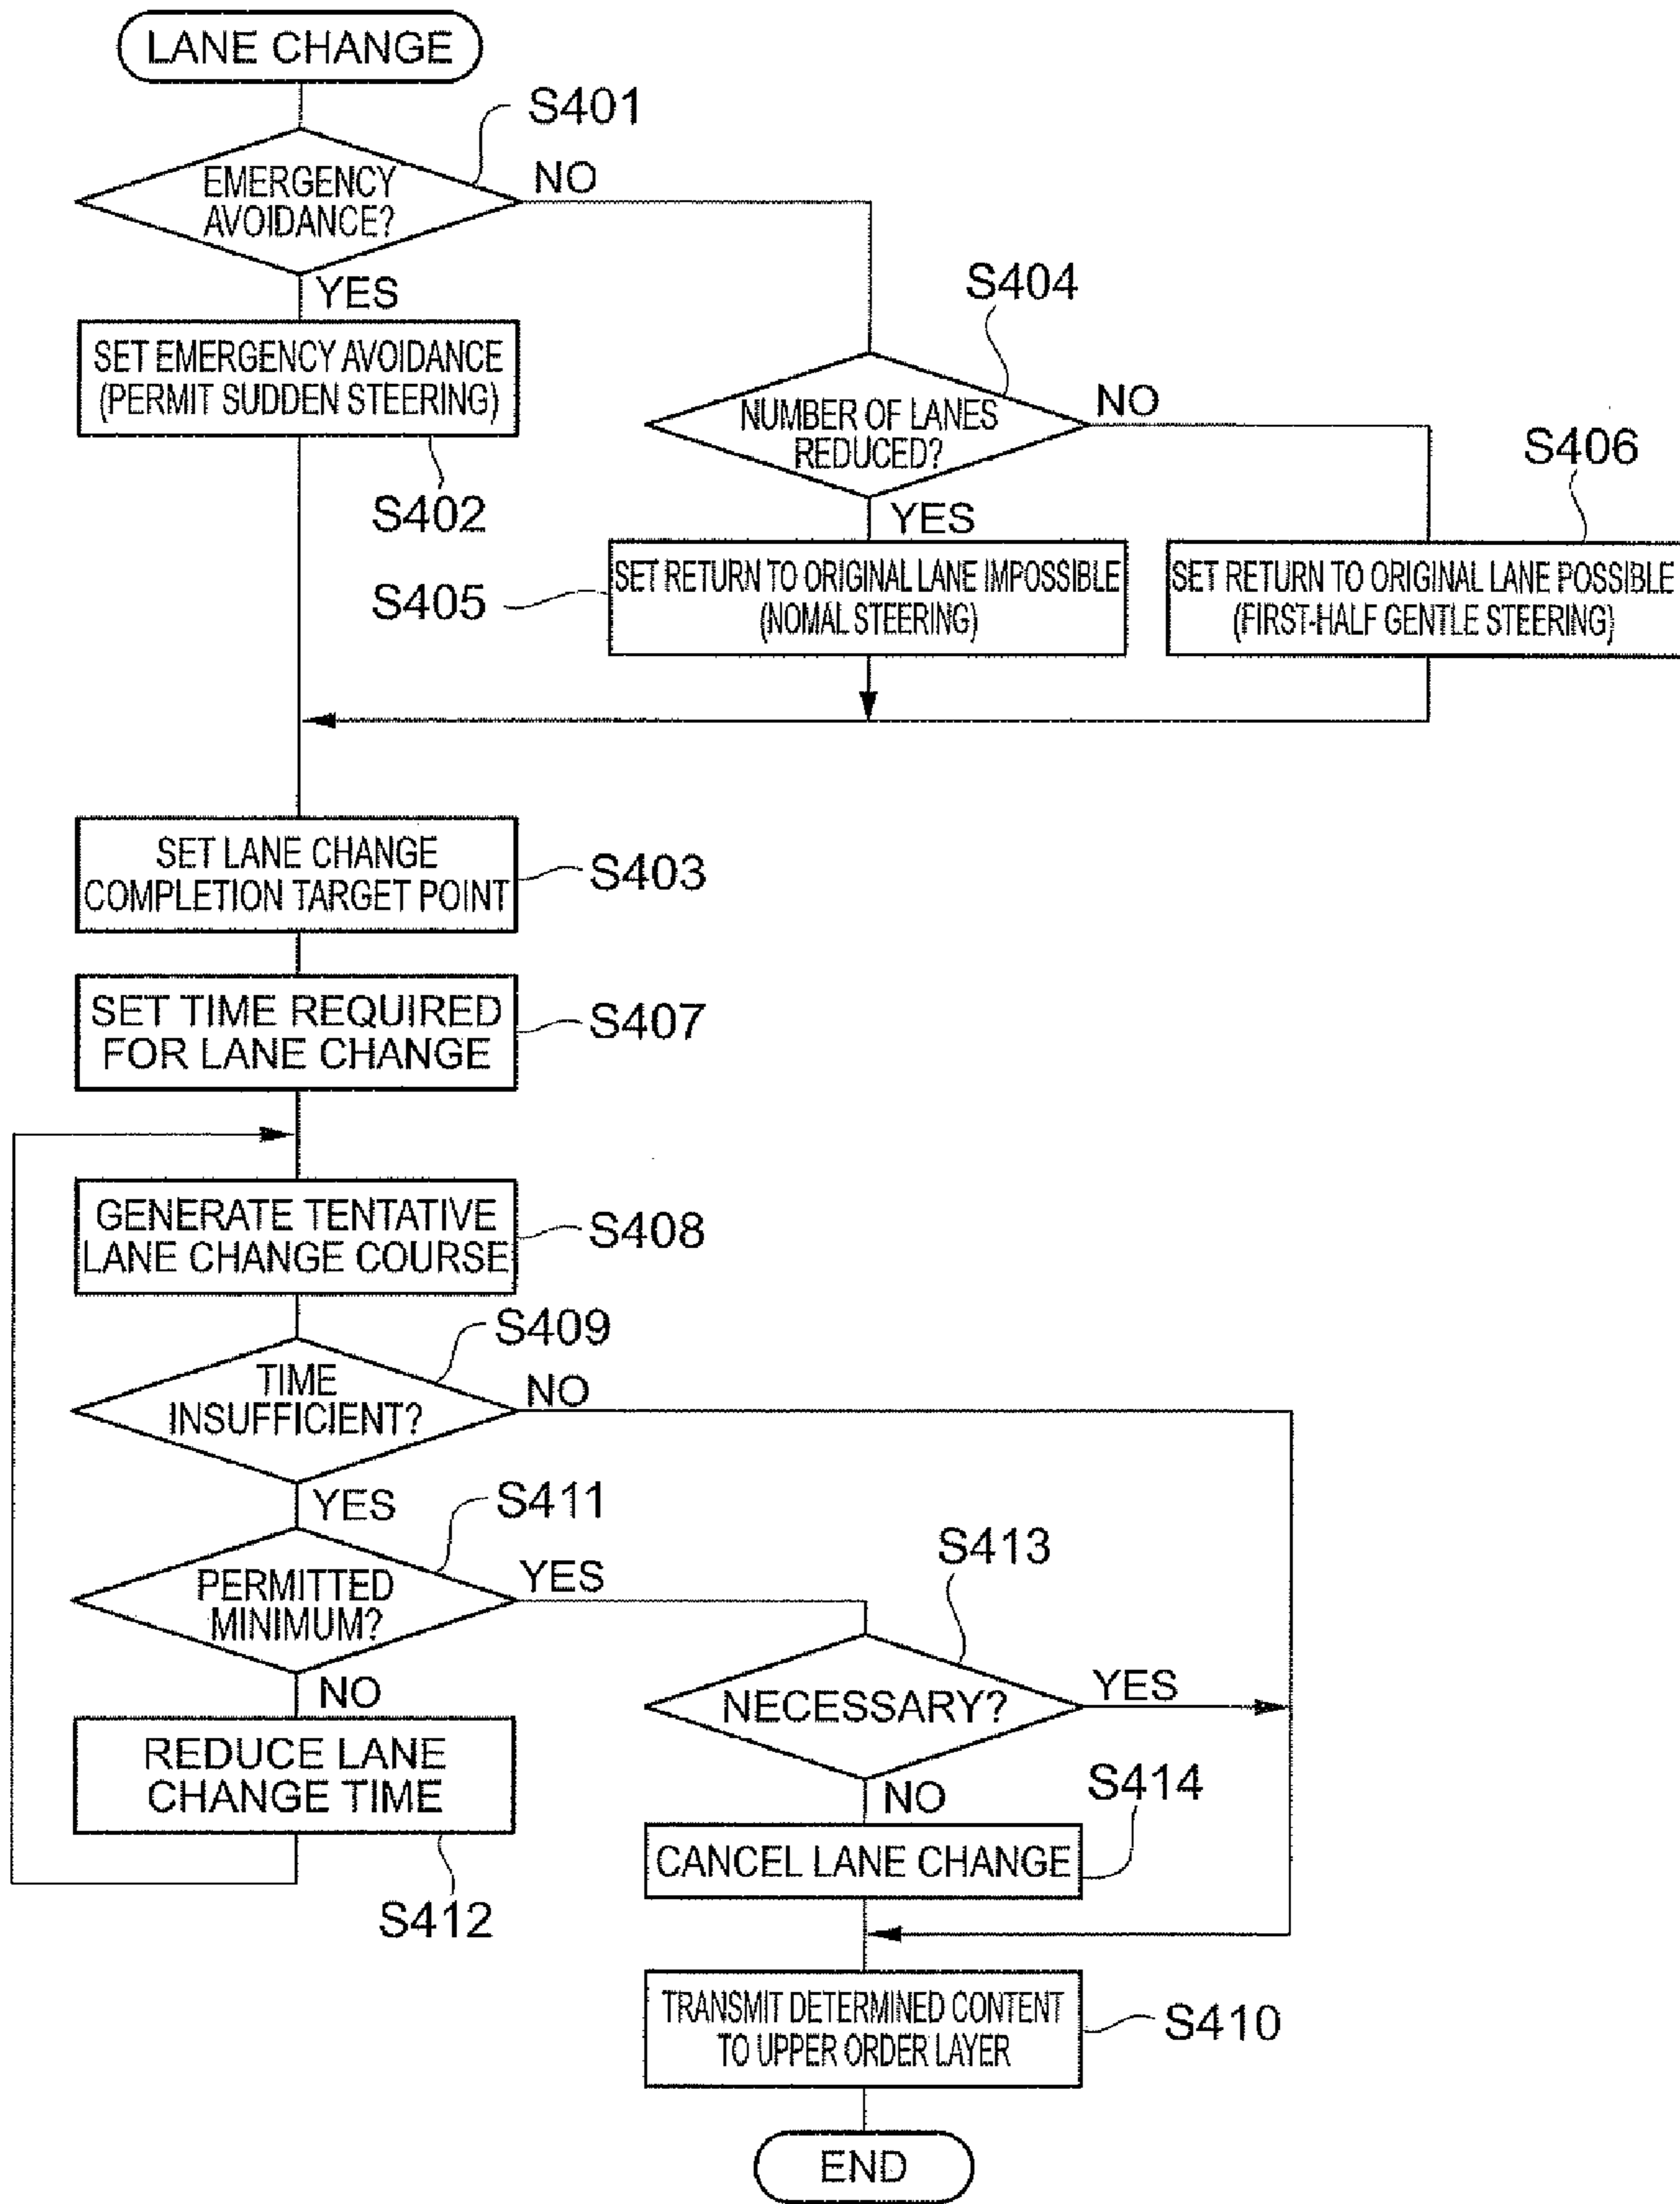 LANE CHANGE
S401
EMERGENCY
AVOIDANCE?
NO
YES
S404
SET EMERGENCY AVOIDANCE
(PERMIT SUDDEN STEERING)
S402
NUMBER OF LANES
REDUCED?
NO
S406
YES
SET RETURN TO ORIGINAL LANE IMPOSSIBLE
(NOMAL STEERING)
S405
SET RETURN TO ORIGINAL LANE POSSIBLE
(FIRST-HALF GENTLE STEERING)
SET LANE CHANGE
COMPLETION TARGET POINT
S403
SET TIME REQUIRED
FOR LANE CHANGE
S407
GENERATE TENTATIVE
LANE CHANGE COURSE
S408
S409
TIME
INSUFFICIENT?
NO
YES
S411
PERMITTED
MINIMUM?
YES
S413
NO
NECESSARY?
YES
REDUCE LANE
CHANGE TIME
S412
NO
S414
CANCEL LANE CHANGE
TRANSMIT DETERMINED CONTENT
TO UPPER ORDER LAYER
S410
END